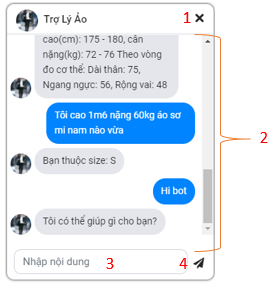 Trợ Lý Ảo
1
cao(cm): 175 - 180, cân
nặng(kg): 72 - 76 Theo vòng
đo cơ thể: Dài thân: 75,
Ngang ngực: 56, Rộng vai: 48
Tôi cao 1m6 nặng 60kg áo sơ
mi nam nào vừa
2
Bạn thuộc size: S
Hi bot
Tôi có thể giúp gì cho bạn?
Nhập nội dung
3
4